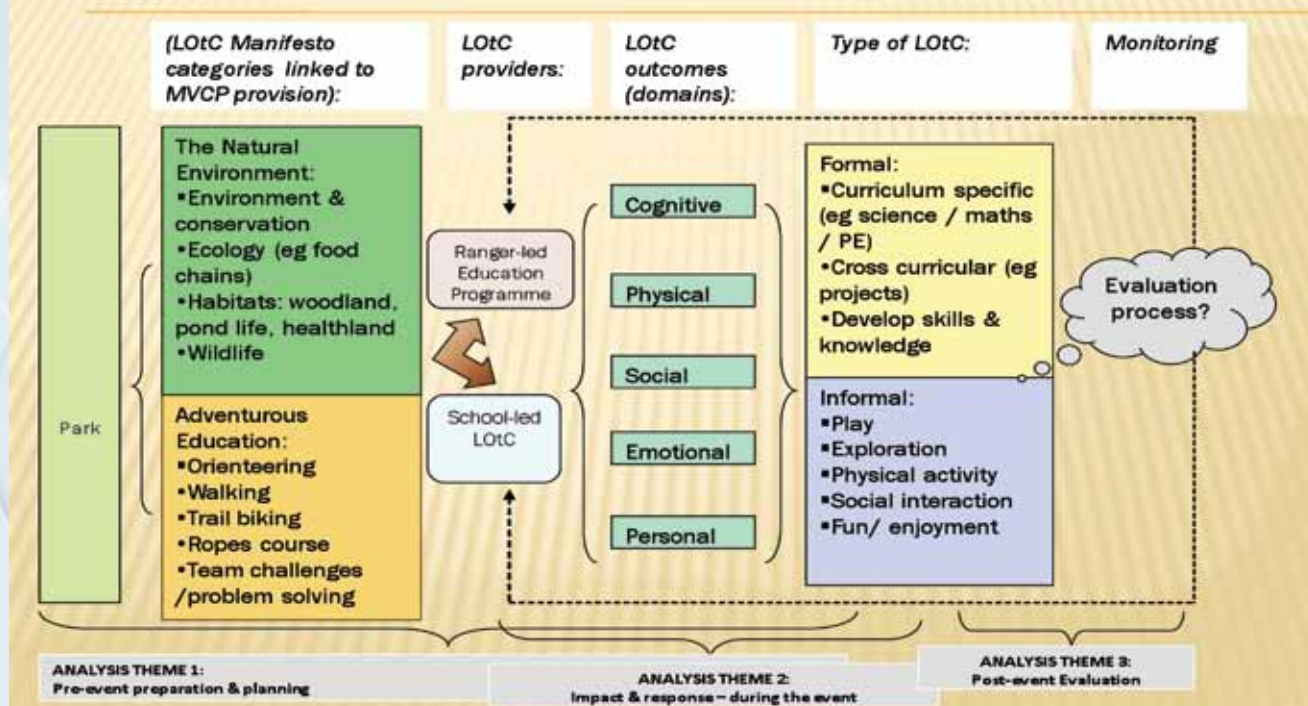 (LOtC Manifesto
categories linked to
MVCP provision):
LOtC
providers:
LOtC
outcomes
(domains):
Type of LOtC:
Monitoring
Park
The Natural
Environment:
▪Environment &
conservation
•Ecology (eg food
chains)
•Habitats: woodland,
pond life, healthland
•Wildlife
Adventurous
Education:
▪Orienteering
•Walking
•Trail biking
•Ropes course
•Team challenges
/problem solving
Ranger-led
Education
Programme
School-led
LOtC
Cognitive
Physical
Social
Emotional
Personal
Formal:
▪Curriculum specific
(eg science / maths
/ PE)
•Cross curricular (eg
projects)
•Develop skills &
knowledge
Informal:
▪Play
▪Exploration
▪Physical activity
▪Social interaction
▪Fun/ enjoyment
Evaluation
process?
ANALYSIS THEME 1:
Pre-event preparation & planning
ANALYSIS THEME 2:
Impact & response – during the event
ANALYSIS THEME 3:
Post-event Evaluation